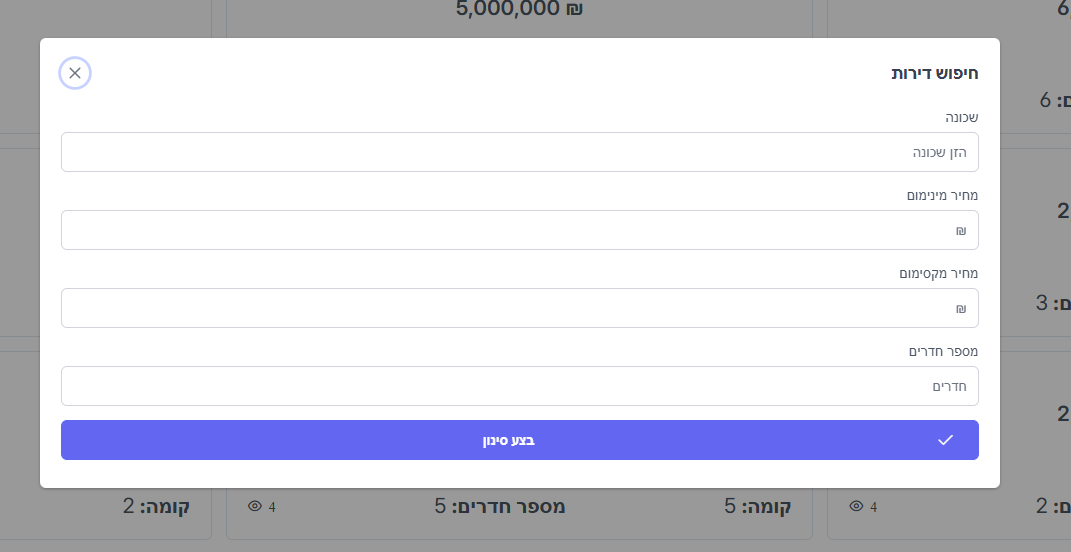 5,000,000 ₪
חיפוש דירות
שכונה
הזן שכונה
מחיר מינימום
₪
מחיר מקסימום
₪
מספר חדרים
חדרים
בצע סינון
6
3
2
2
2
4
קומה: 5
מספר חדרים: 5
4
קומה: 2